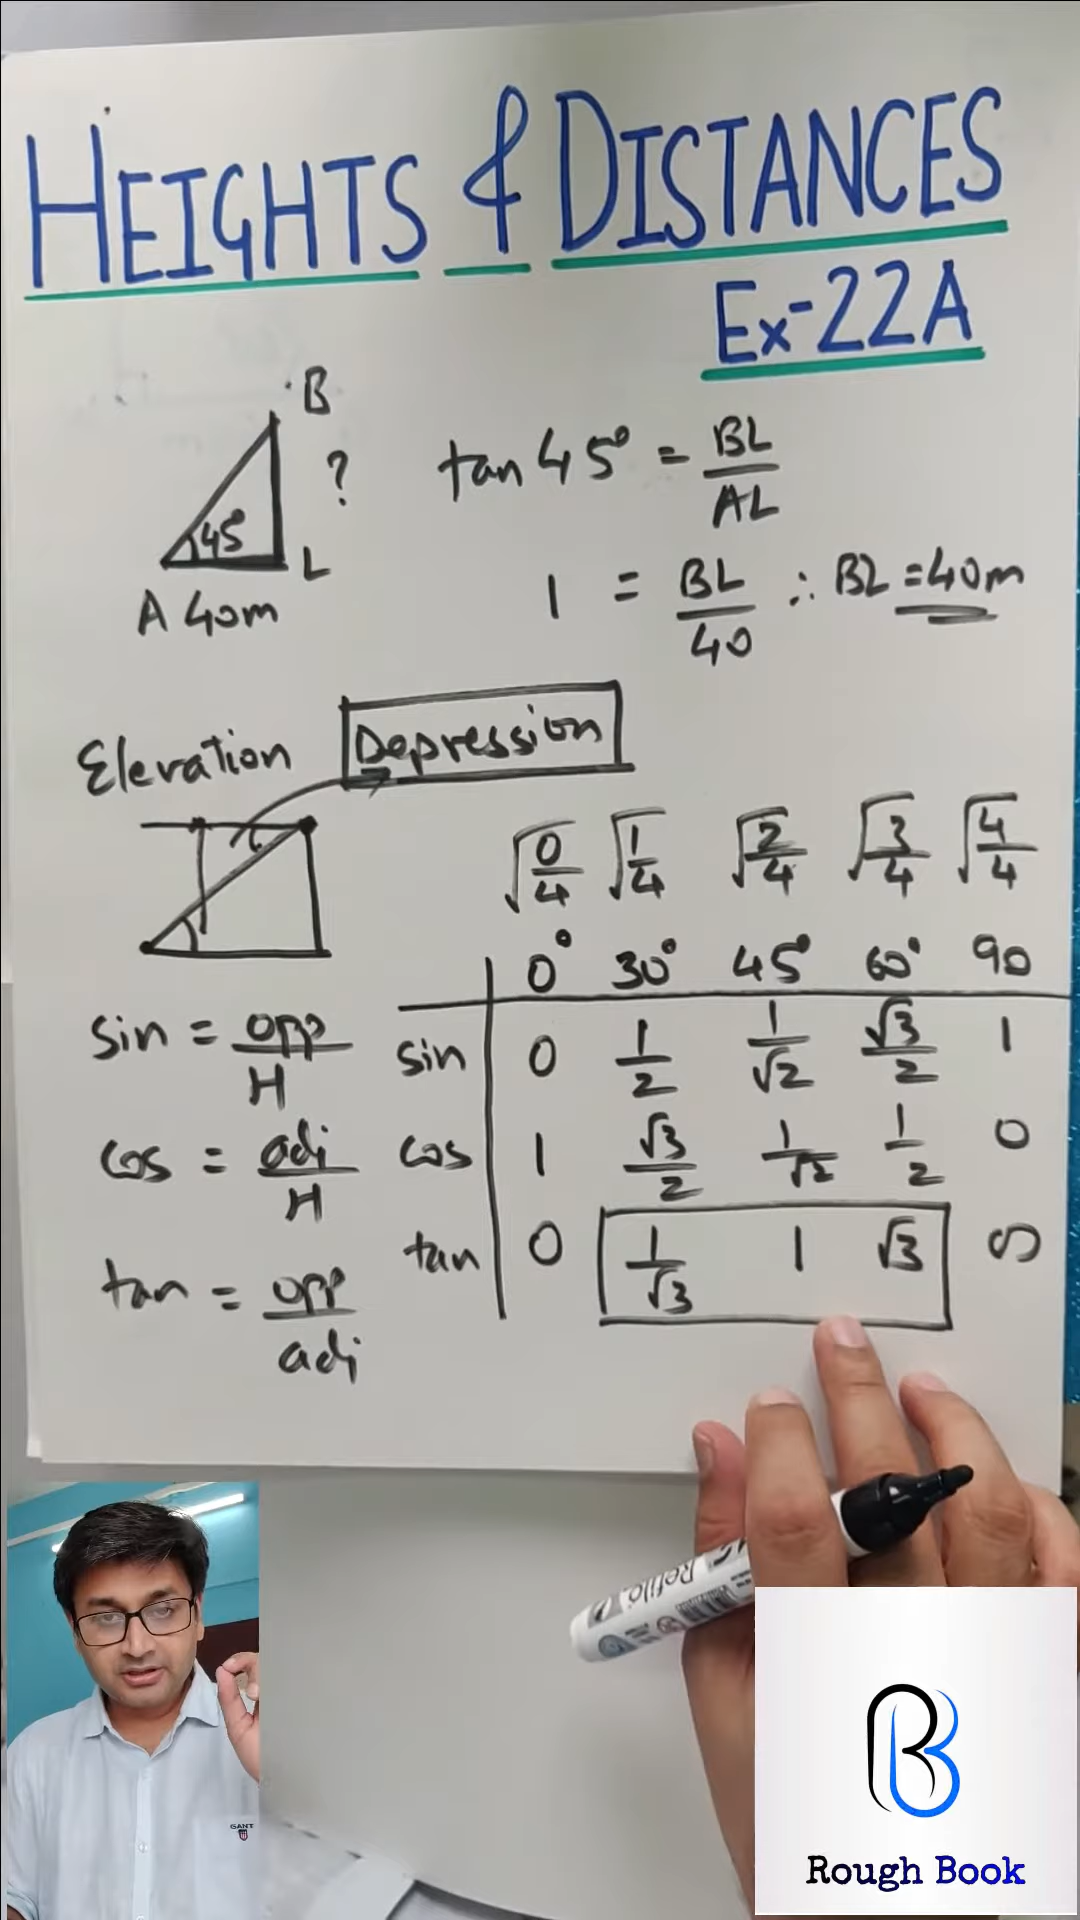 HEIGHTS & DISTANCES
Ex-22A
B
?
45°
L
A 40m
tan 45° = BL/AL
1 = BL/40 ∴ BL = 40m
Elevation Depression
√0/4 √1/4 √2/4 √3/4 √4/4
0° 30° 45° 60° 90
sin 0 1/2 1/√2 √3/2 1
cos 1 √3/2 1/√2 1/2 0
tan 0 1/√3 1 √3 ∞
sin = opp/H
cos = adj/H
tan = opp/adj
Refilo
GANT
Rough Book